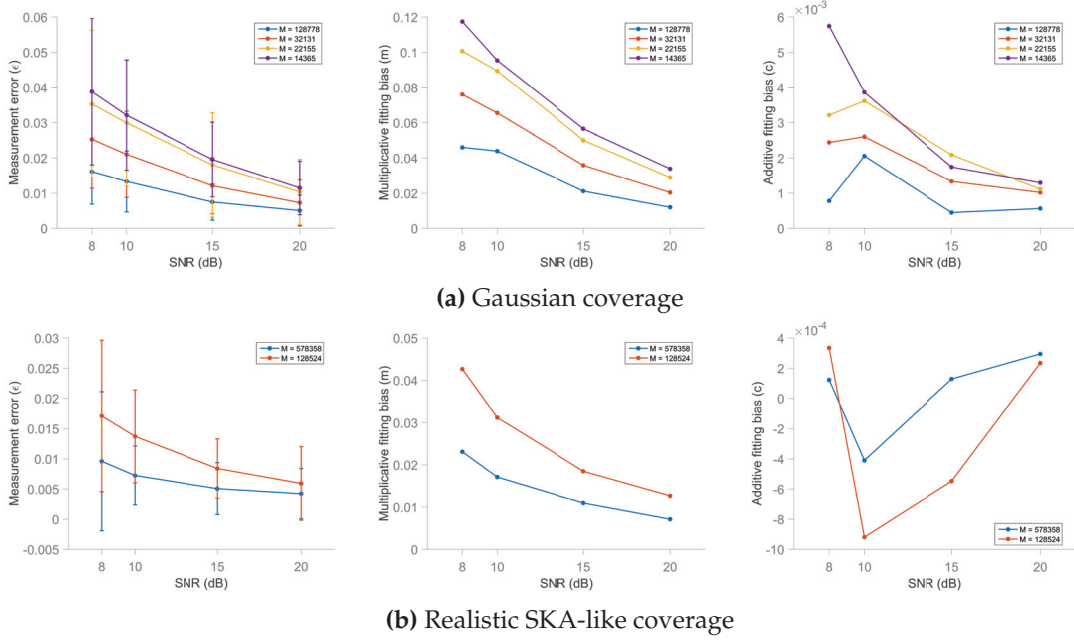 0.06
0.05
0.04
0.03
0.02
0.01
0
Measurement error (ϵ)
M = 128778
M = 32131
M = 22155
M = 14365
8 10 15 20
SNR (dB)
0.12
0.1
0.08
0.06
0.04
0.02
0
Multiplicative fitting bias (m)
M = 128778
M = 32131
M = 22155
M = 14365
8 10 15 20
SNR (dB)
×10⁻³
6
5
4
3
2
1
0
Additive fitting bias (c)
M = 128778
M = 32131
M = 22155
M = 14365
8 10 15 20
SNR (dB)
(a) Gaussian coverage
0.03
0.025
0.02
0.015
0.01
0.005
0
-0.005
Measurement error (ϵ)
M = 578358
M = 128524
8 10 15 20
SNR (dB)
0.05
0.04
0.03
0.02
0.01
0
Multiplicative fitting bias (m)
M = 578358
M = 128524
8 10 15 20
SNR (dB)
×10⁻⁴
4
2
0
-2
-4
-6
-8
-10
Additive fitting bias (c)
M = 578358
M = 128524
8 10 15 20
SNR (dB)
(b) Realistic SKA-like coverage